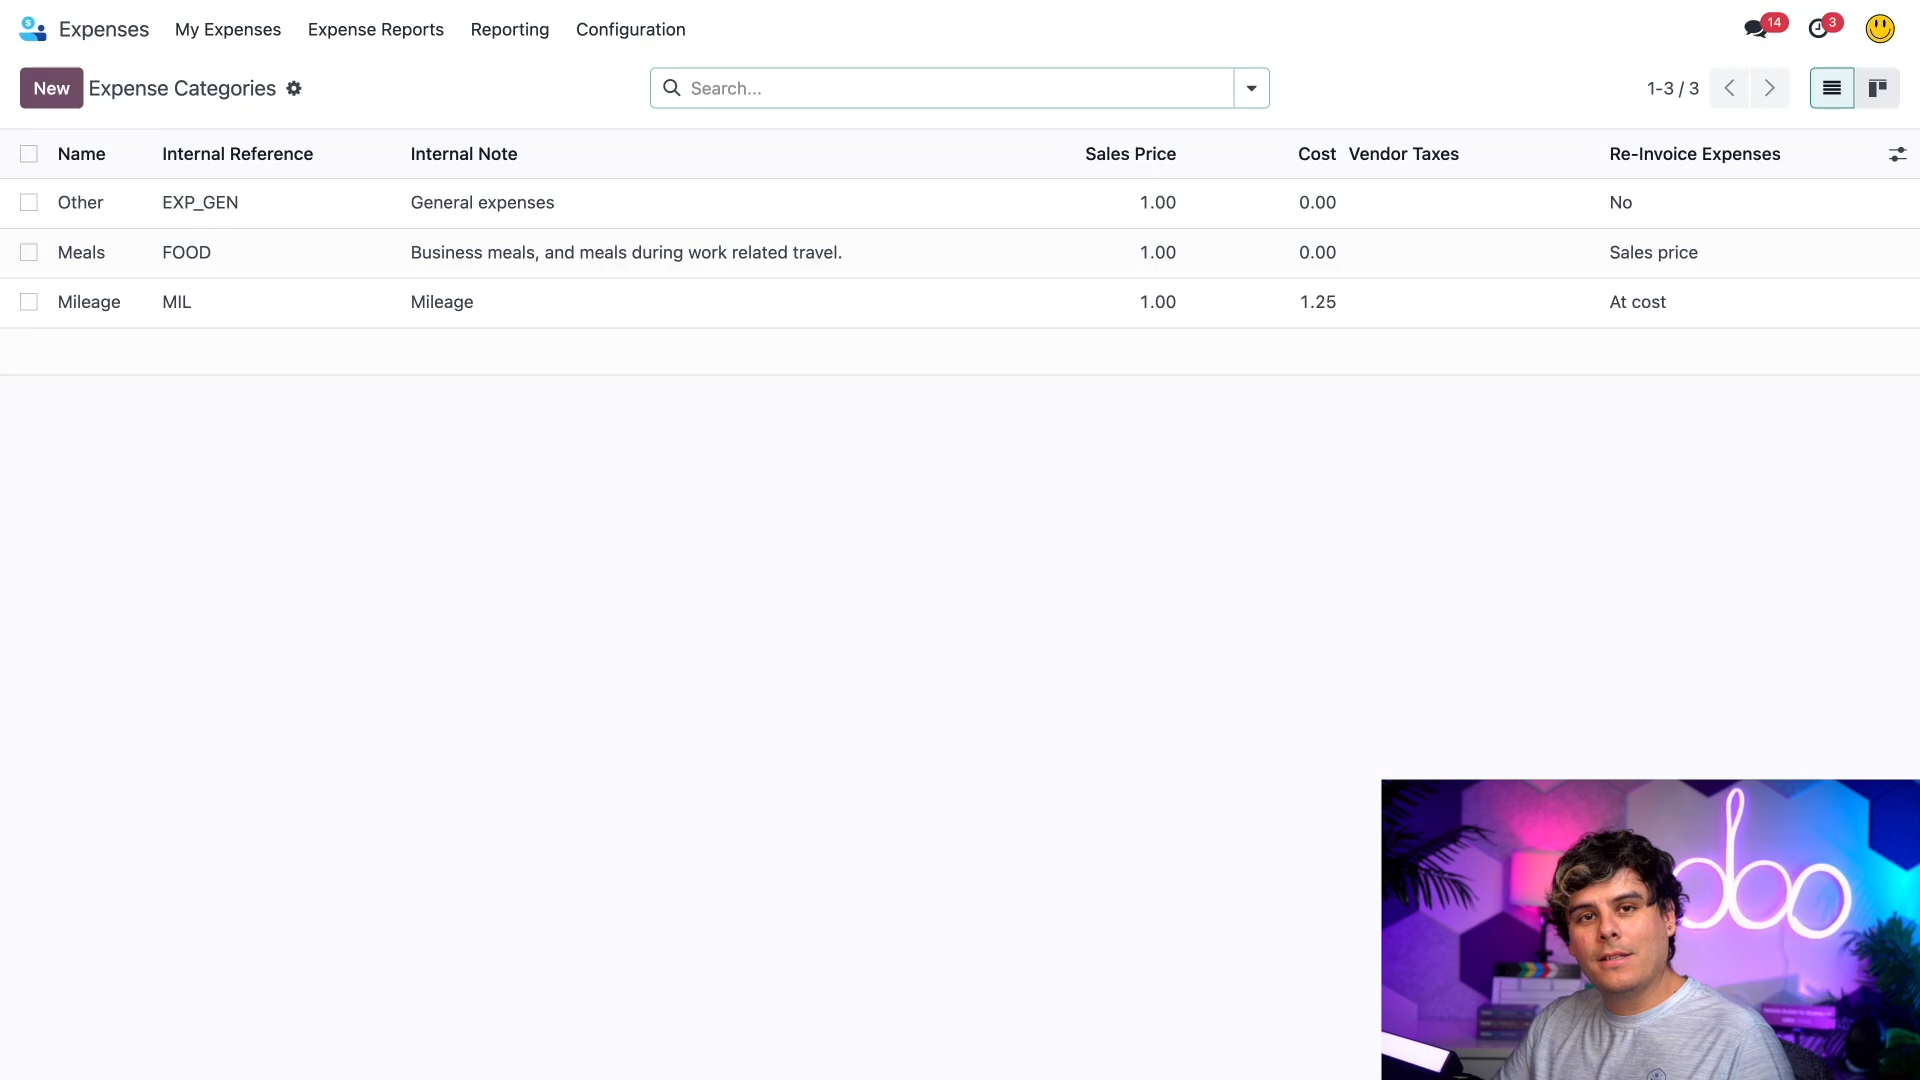 Expenses My Expenses Expense Reports Reporting Configuration 14 3
New Expense Categories Search... 1-3 / 3
Name Internal Reference Internal Note Sales Price Cost Vendor Taxes Re-Invoice Expenses
Other EXP_GEN General expenses 1.00 0.00 No
Meals FOOD Business meals, and meals during work related travel. 1.00 0.00 Sales price
Mileage MIL Mileage 1.00 1.25 At cost
odoo